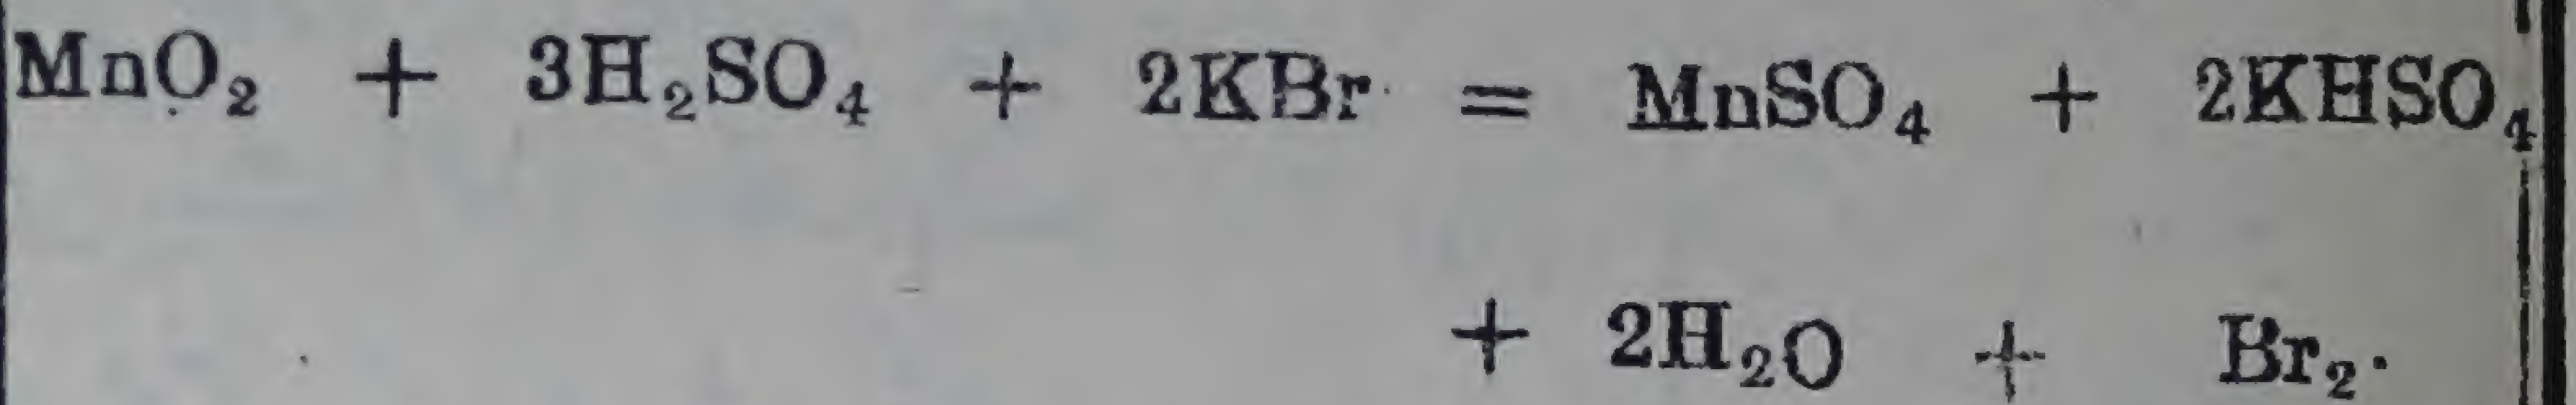 MnO₂ + 3H₂SO₄ + 2KBr = MnSO₄ + 2KHSO₄
+ 2H₂O + Br₂.